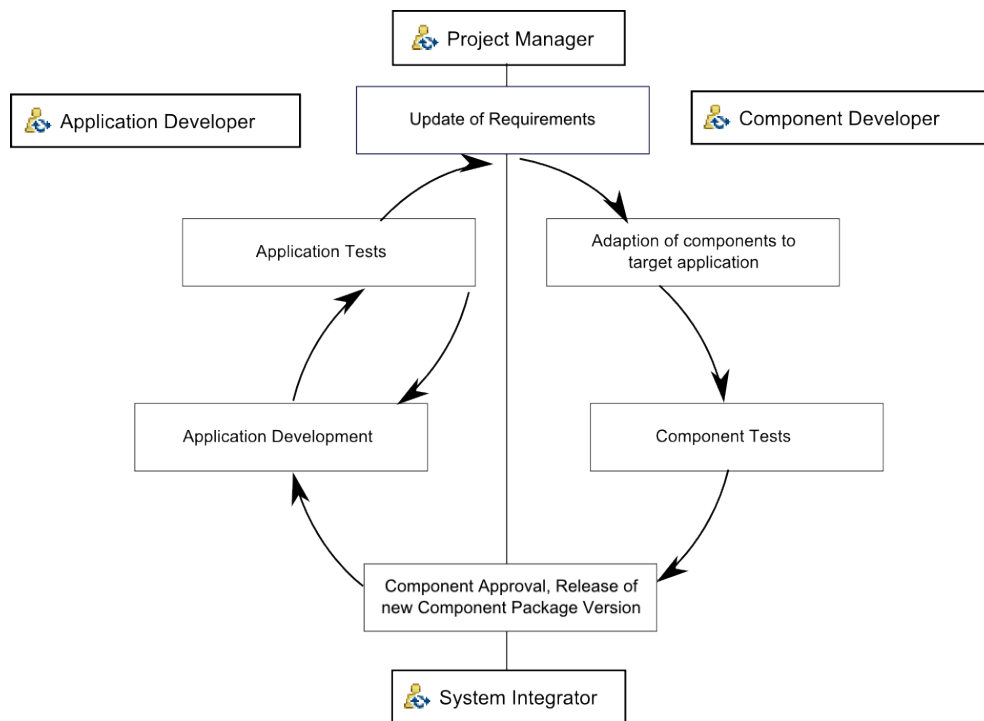 Project Manager
Application Developer
Update of Requirements
Component Developer
Application Tests
Adaption of components to
target application
Application Development
Component Tests
Component Approval, Release of
new Component Package Version
System Integrator